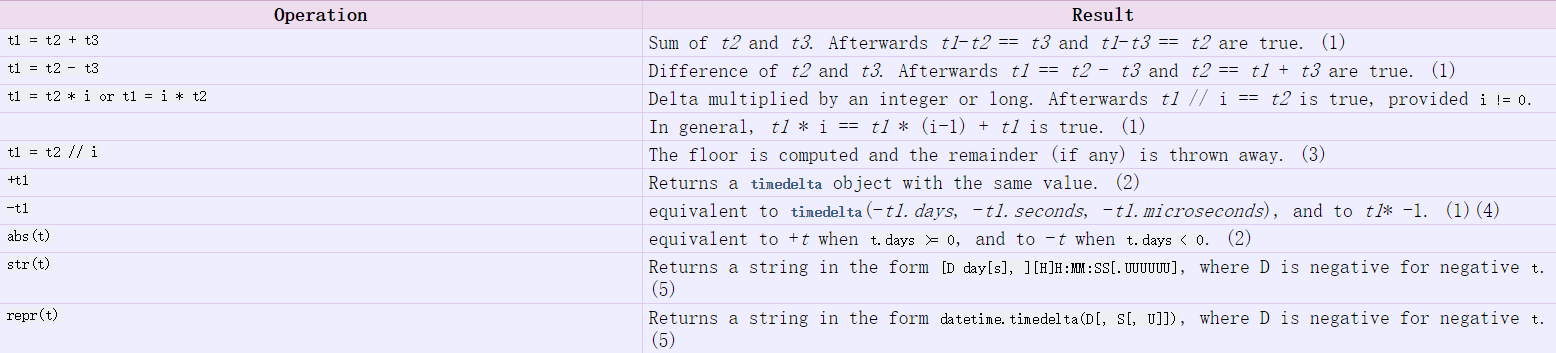 Operation Result
t1 = t2 + t3 Sum of t2 and t3. Afterwards t1-t2 == t3 and t1-t3 == t2 are true. (1)
t1 = t2 - t3 Difference of t2 and t3. Afterwards t1 == t2 - t3 and t2 == t1 + t3 are true. (1)
t1 = t2 * i or t1 = i * t2 Delta multiplied by an integer or long. Afterwards t1 // i == t2 is true, provided i != 0.
In general, t1 * i == t1 * (i-1) + t1 is true. (1)
t1 = t2 // i The floor is computed and the remainder (if any) is thrown away. (3)
+t1 Returns a timedelta object with the same value. (2)
-t1 equivalent to timedelta(-t1.days, -t1.seconds, -t1.microseconds), and to t1* -1. (1)(4)
abs(t) equivalent to +t when t.days >= 0, and to -t when t.days < 0. (2)
str(t) Returns a string in the form [D day[s], ][H]H:MM:SS[.UUUUUU], where D is negative for negative t.
(5)
repr(t) Returns a string in the form datetime.timedelta(D[, S[, U]]), where D is negative for negative t.
(5)